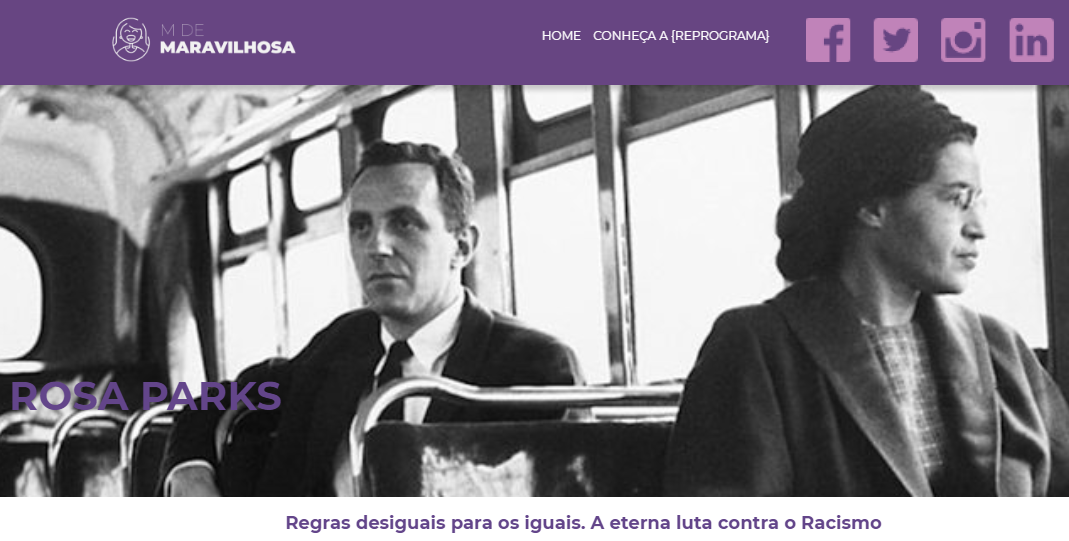 M DE
MARAVILHOSA
HOME CONHEÇA A {REPROGRAMA}
ROSA PARKS
Regras desiguais para os iguais. A eterna luta contra o Racismo